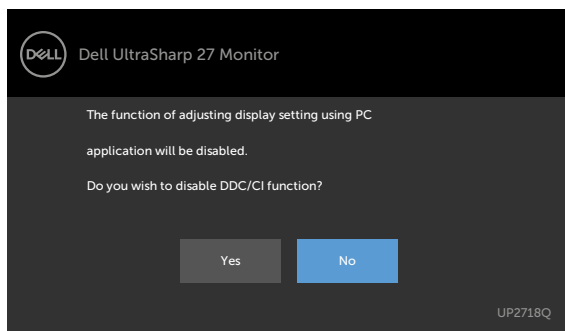 DELL
Dell UltraSharp 27 Monitor
The function of adjusting display setting using PC
application will be disabled.
Do you wish to disable DDC/CI function?
Yes
No
UP2718Q